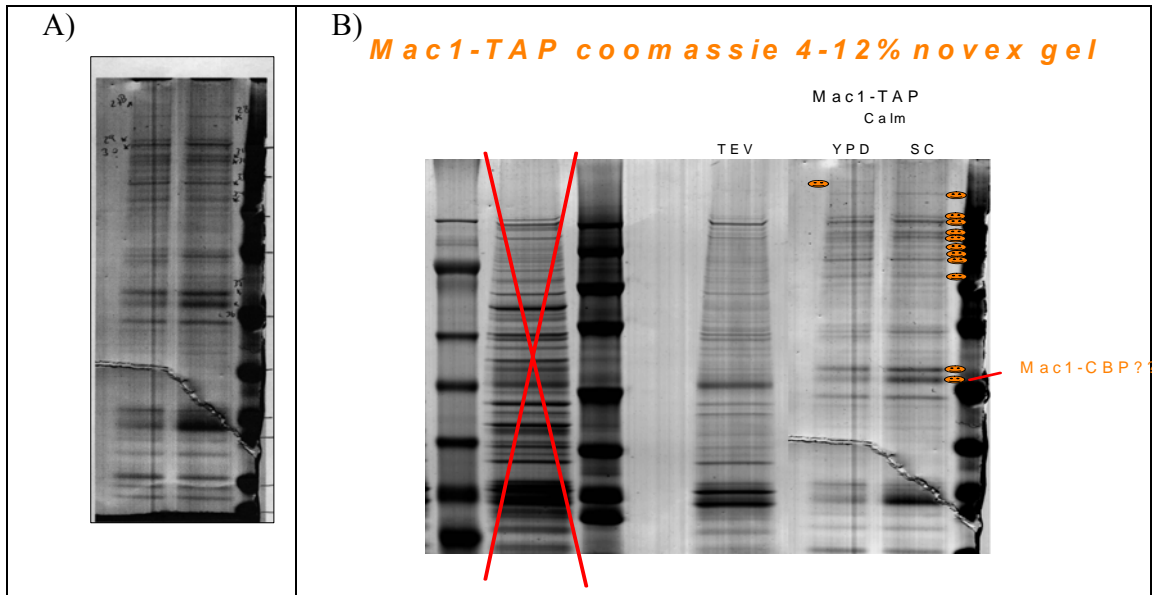 A)
B)
Mac1-TAP coomassie 4-12% novex gel
Mac1-TAP
Calm
TEV YPD SC
Mac1-CBP??